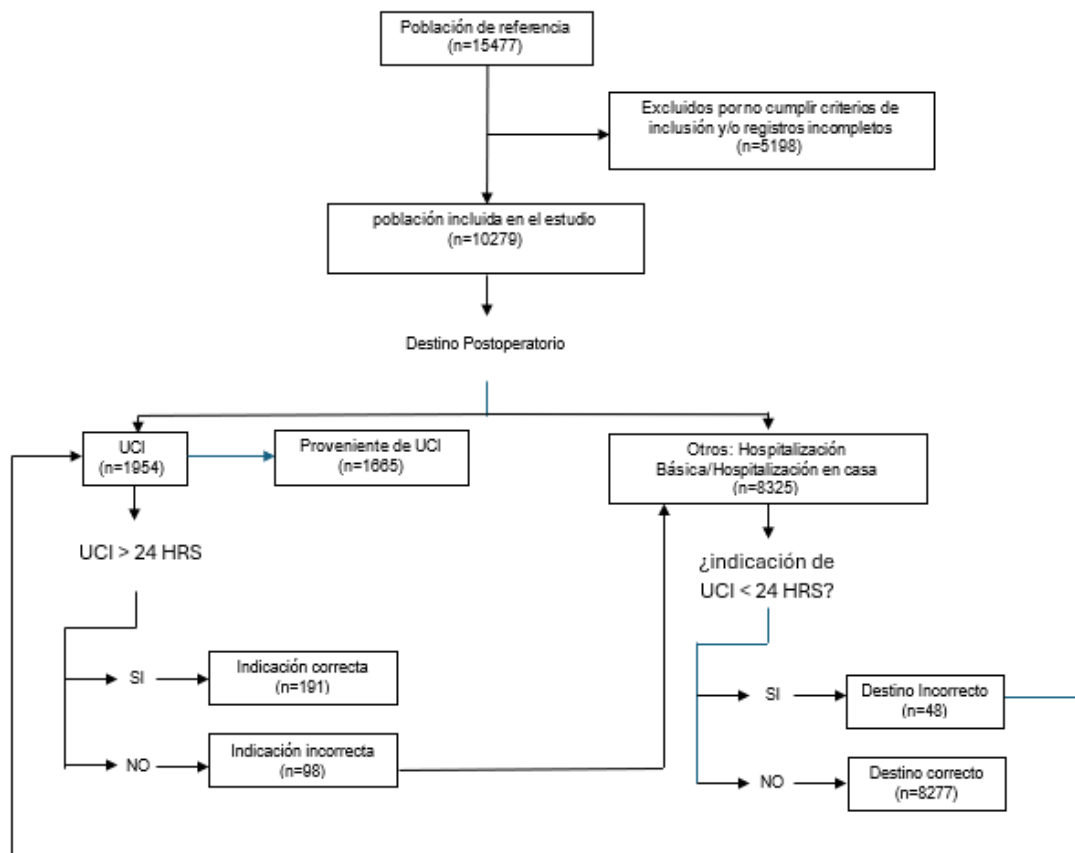 Población de referencia
(n=15477)
Excluidos por no cumplir criterios de
inclusión y/o registros incompletos
(n=5198)
población incluida en el estudio
(n=10279)
Destino Postoperatorio
UCI
(n=1954)
Proveniente de UCI
(n=1665)
Otros: Hospitalización
Básica/Hospitalización en casa
(n=8325)
UCI > 24 HRS
¿indicación de
UCI < 24 HRS?
SI
Indicación correcta
(n=191)
NO
Indicación incorrecta
(n=98)
SI
Destino Incorrecto
(n=48)
NO
Destino correcto
(n=8277)